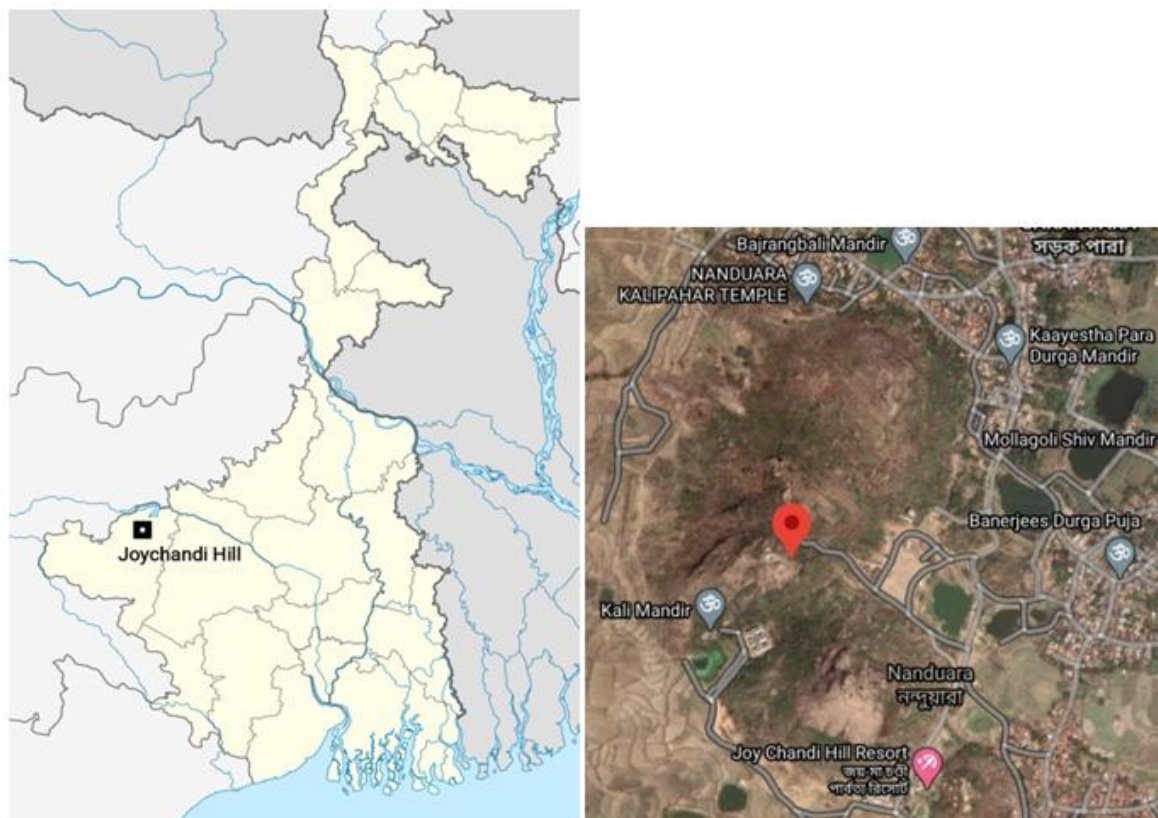 Joychandi Hill
Bajrangbali Mandir
সড়ক পারা
NANDUARA
KALIPAHAR TEMPLE
Kaayestha Para
Durga Mandir
Mollagoli Shiv Mandir
Banerjees Durga Puja
Kali Mandir
Nanduara
নন্দুয়ারা
Joy Chandi Hill Resort
জয় মা চণ্ডী
পার্বত্য রিসোর্ট